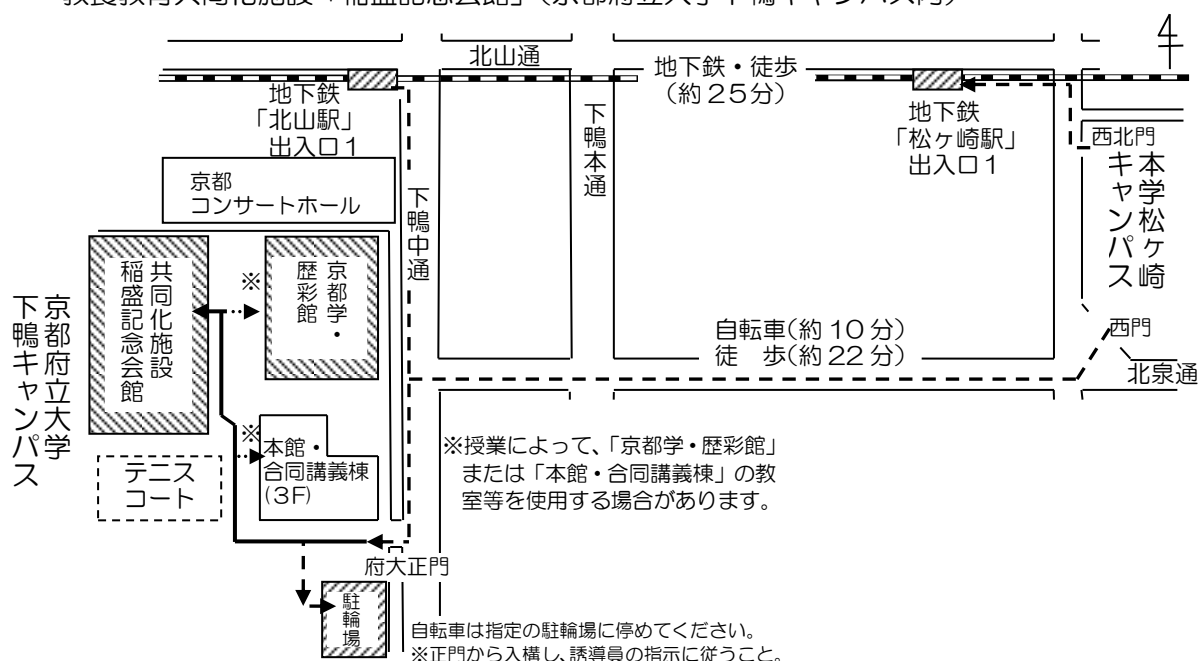 教養教育共同化施設「稲盛記念会館」(京都府立大学下鴨キャンパス内)
北山通
地下鉄・徒歩
(約25分)
地下鉄
「北山駅」
出入口1
下鴨本通
地下鉄
「松ヶ崎駅」
出入口1
西北門
本学松ヶ崎
キャンパス
京都
コンサートホール
下鴨中通
共同化施設
稲盛記念会館
※
京都学・
歴彩館
京都府立大学
下鴨キャンパス
自転車(約10分)
徒 歩(約22分)
西門
北泉通
※
本館・
合同講義棟
(3F)
テニス
コート
※授業によって、「京都学・歴彩館」
または「本館・合同講義棟」の教
室等を使用する場合があります。
府大正門
駐輪場
自転車は指定の駐輪場に停めてください。
※正門から入構し、誘導員の指示に従うこと。